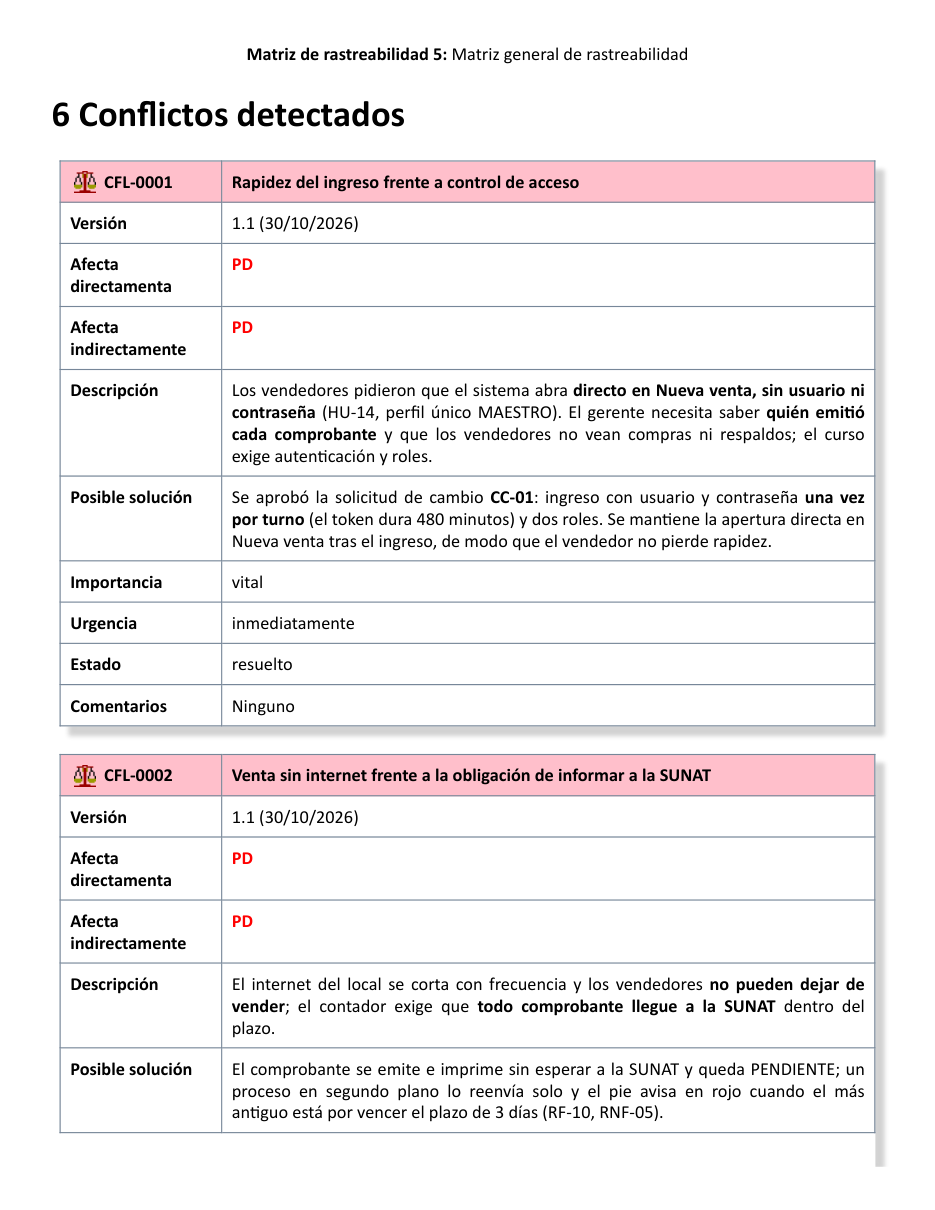 Matriz de rastreabilidad 5: Matriz general de rastreabilidad
6 Conflictos detectados
CFL-0001
Rapidez del ingreso frente a control de acceso
Versión
1.1 (30/10/2026)
Afecta
directamenta
PD
Afecta
indirectamente
PD
Descripción
Los vendedores pidieron que el sistema abra directo en Nueva venta, sin usuario ni
contraseña (HU-14, perfil único MAESTRO). El gerente necesita saber quién emitió
cada comprobante y que los vendedores no vean compras ni respaldos; el curso
exige autenticación y roles.
Posible solución
Se aprobó la solicitud de cambio CC-01: ingreso con usuario y contraseña una vez
por turno (el token dura 480 minutos) y dos roles. Se mantiene la apertura directa en
Nueva venta tras el ingreso, de modo que el vendedor no pierde rapidez.
Importancia
vital
Urgencia
inmediatamente
Estado
resuelto
Comentarios
Ninguno
CFL-0002
Venta sin internet frente a la obligación de informar a la SUNAT
Versión
1.1 (30/10/2026)
Afecta
directamenta
PD
Afecta
indirectamente
PD
Descripción
El internet del local se corta con frecuencia y los vendedores no pueden dejar de
vender; el contador exige que todo comprobante llegue a la SUNAT dentro del
plazo.
Posible solución
El comprobante se emite e imprime sin esperar a la SUNAT y queda PENDIENTE; un
proceso en segundo plano lo reenvía solo y el pie avisa en rojo cuando el más
antiguo está por vencer el plazo de 3 días (RF-10, RNF-05).